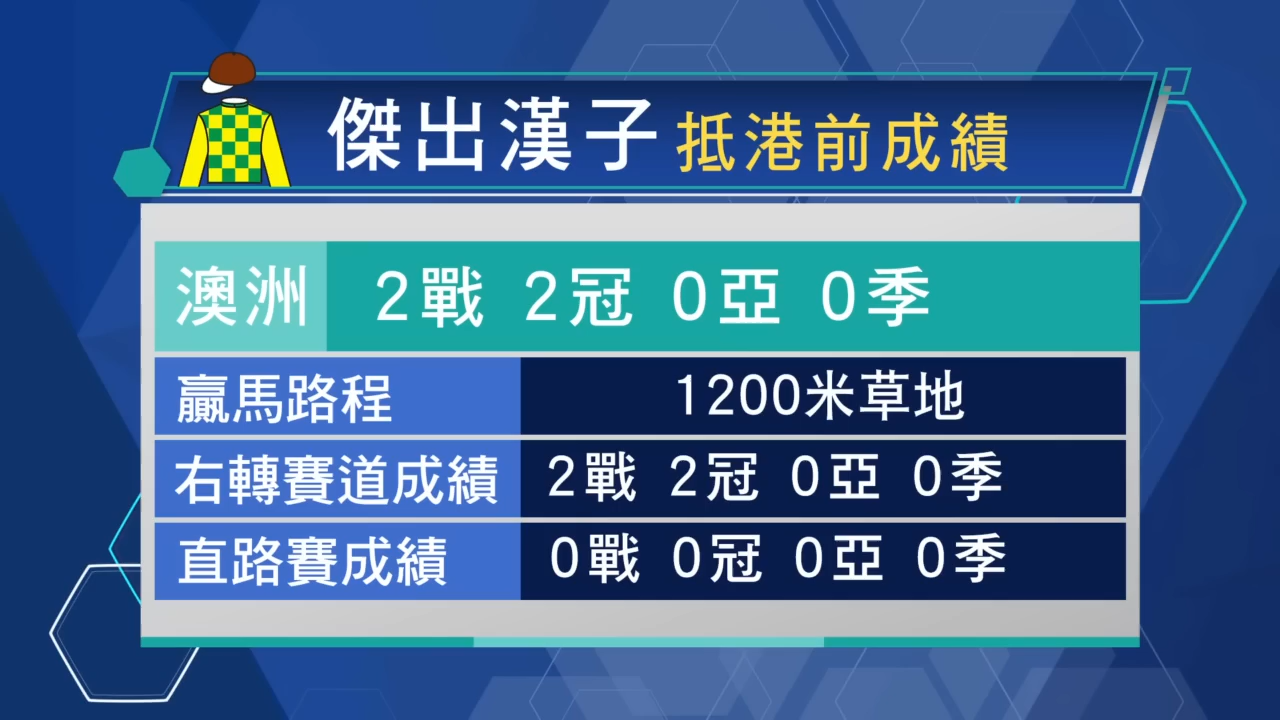 傑出漢子 抵港前成績
澳洲 2戰 2冠 0亞 0季
贏馬路程 1200米草地
右轉賽道成績 2戰 2冠 0亞 0季
直路賽成績 0戰 0冠 0亞 0季